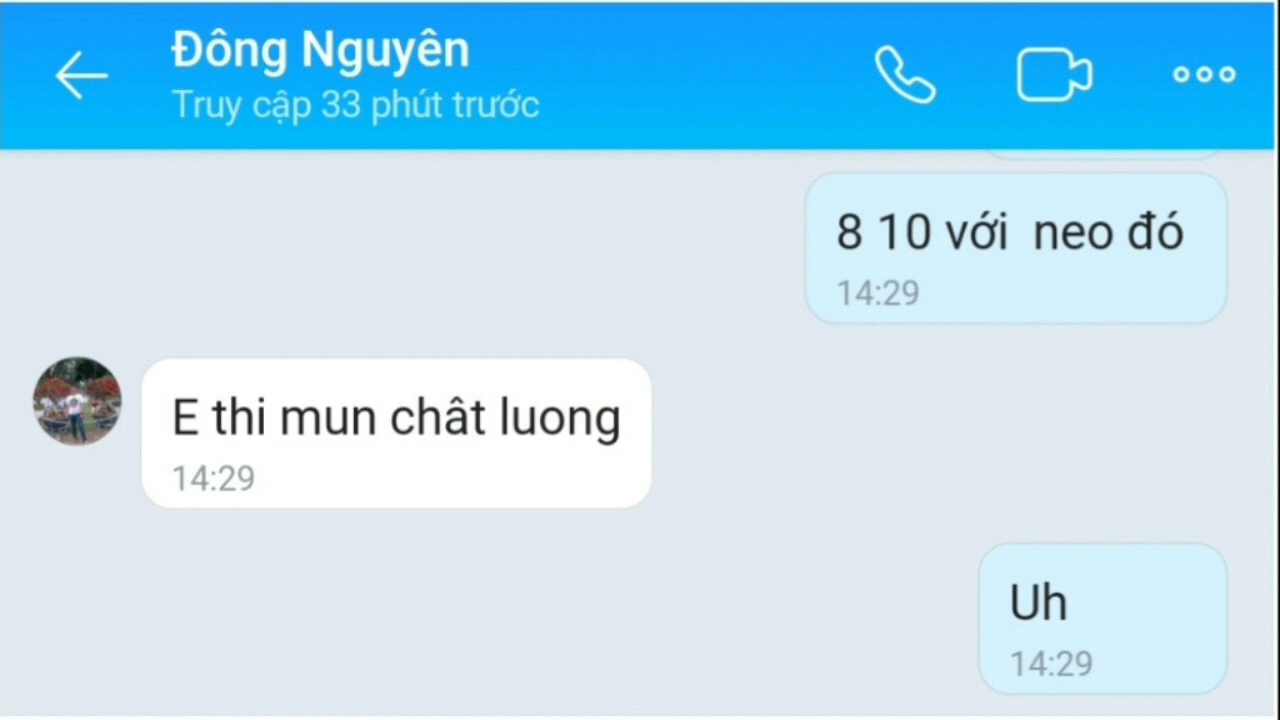 Đông Nguyên
Truy cập 33 phút trước
8 10 với  neo đó
14:29
E thi mun chât luong
14:29
Uh
14:29